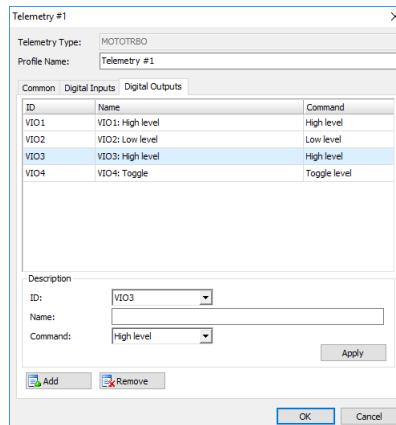 Telemetry #1
Telemetry Type: MOTOTRBO
Profile Name: Telemetry #1
Common Digital Inputs Digital Outputs
ID Name Command
VIO1 VIO1: High level High level
VIO2 VIO2: Low level Low level
VIO3 VIO3: High level High level
VIO4 VIO4: Toggle Toggle level
Description
ID: VIO3
Name:
Command: High level
Apply
Add Remove
OK Cancel